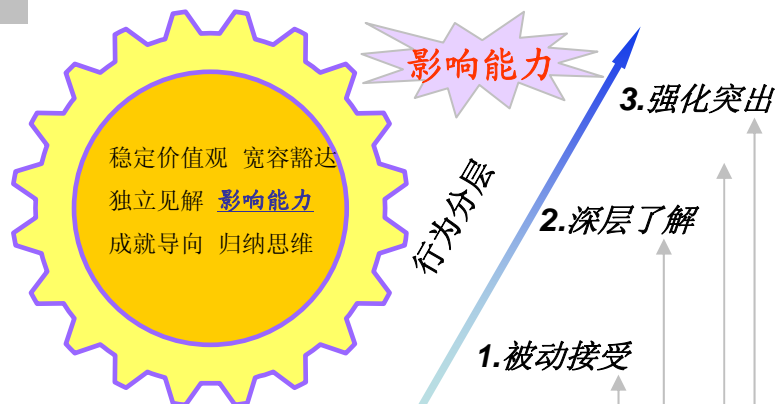 影响能力
稳定价值观 宽容豁达
独立见解 影响能力
成就导向 归纳思维
行为分层
3.强化突出
2.深层了解
1.被动接受